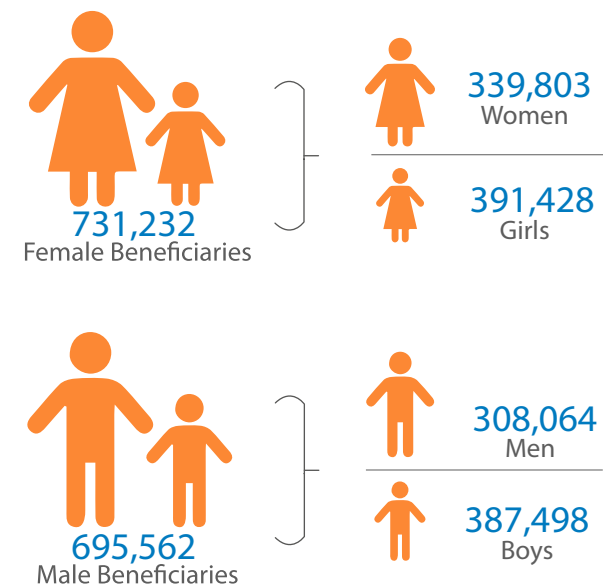 339,803
Women
731,232
Female Beneficiaries
391,428
Girls
308,064
Men
695,562
Male Beneficiaries
387,498
Boys